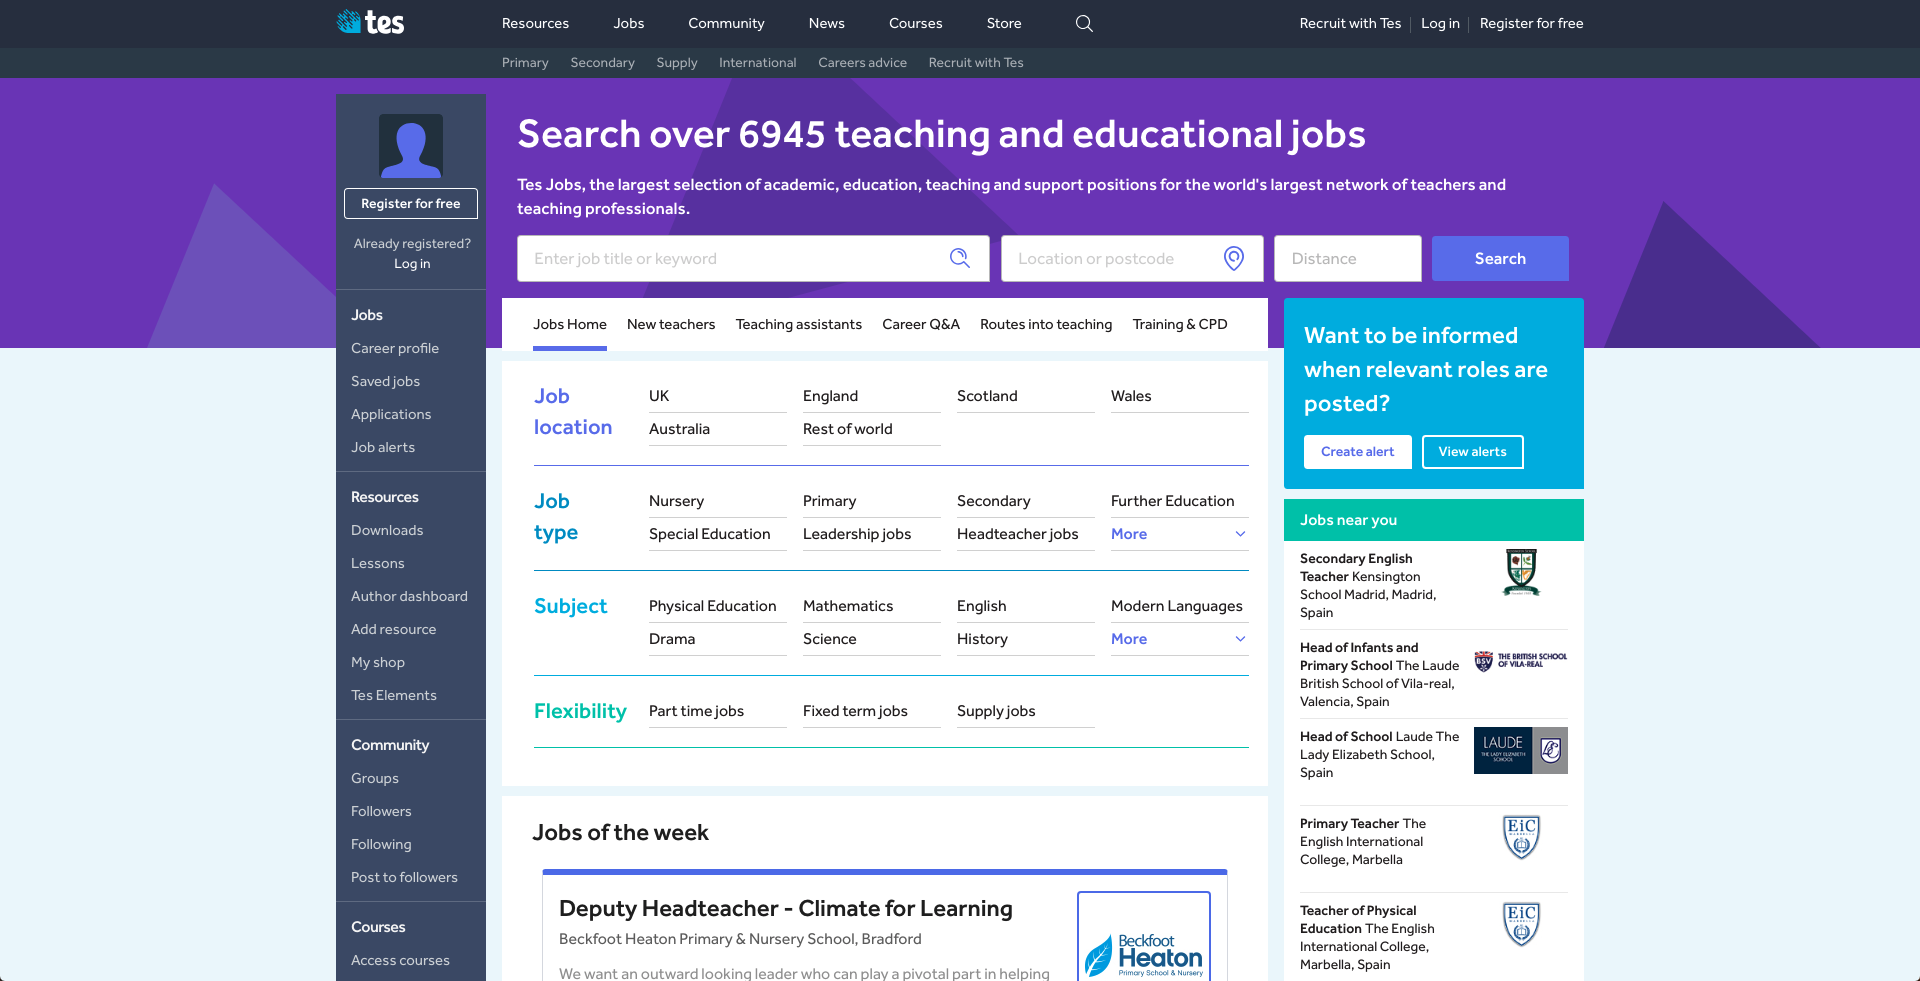 tes
Resources
Jobs
Community
News
Courses
Store
Recruit with Tes
Log in
Register for free
Primary
Secondary
Supply
International
Careers advice
Recruit with Tes
Register for free
Already registered?
Log in
Jobs
Career profile
Saved jobs
Applications
Job alerts
Resources
Downloads
Lessons
Author dashboard
Add resource
My shop
Tes Elements
Community
Groups
Followers
Following
Post to followers
Courses
Access courses
Search over 6945 teaching and educational jobs
Tes Jobs, the largest selection of academic, education, teaching and support positions for the world's largest network of teachers and
teaching professionals.
Enter job title or keyword
Location or postcode
Distance
Search
Jobs Home
New teachers
Teaching assistants
Career Q&A
Routes into teaching
Training & CPD
Job
location
UK
England
Scotland
Wales
Australia
Rest of world
Job
type
Nursery
Primary
Secondary
Further Education
Special Education
Leadership jobs
Headteacher jobs
More
Subject
Physical Education
Mathematics
English
Modern Languages
Drama
Science
History
More
Flexibility
Part time jobs
Fixed term jobs
Supply jobs
Jobs of the week
Deputy Headteacher - Climate for Learning
Beckfoot Heaton Primary & Nursery School, Bradford
We want an outward looking leader who can play a pivotal part in helping
Beckfoot
Heaton
Primary School & Nursery
Want to be informed
when relevant roles are
posted?
Create alert
View alerts
Jobs near you
Secondary English
Teacher Kensington
School Madrid, Madrid,
Spain
Head of Infants and
Primary School The Laude
British School of Vila-real,
Valencia, Spain
BSV
THE BRITISH SCHOOL
OF VILA-REAL
Head of School Laude The
Lady Elizabeth School,
Spain
LAUDE
THE LADY ELIZABETH
SCHOOL
Primary Teacher The
English International
College, Marbella
EIC
MARBELLA
Teacher of Physical
Education The English
International College,
Marbella, Spain
EIC
MARBELLA